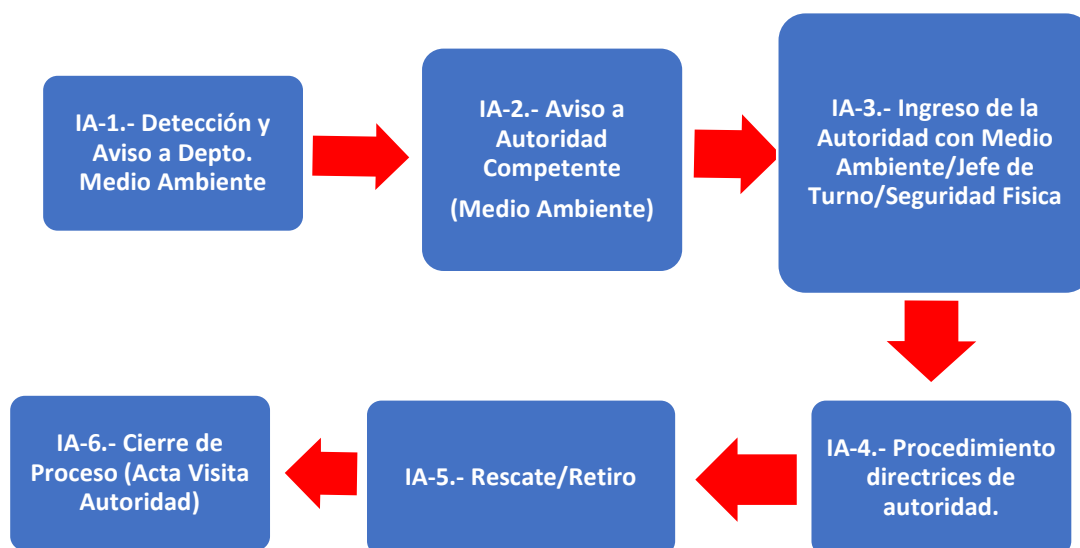 IA-1.- Detección y
Aviso a Depto.
Medio Ambiente
IA-2.- Aviso a
Autoridad
Competente
(Medio Ambiente)
IA-3.- Ingreso de la
Autoridad con Medio
Ambiente/Jefe de
Turno/Seguridad Fisica
IA-4.- Procedimiento
directrices de
autoridad.
IA-5.- Rescate/Retiro
IA-6.- Cierre de
Proceso (Acta Visita
Autoridad)